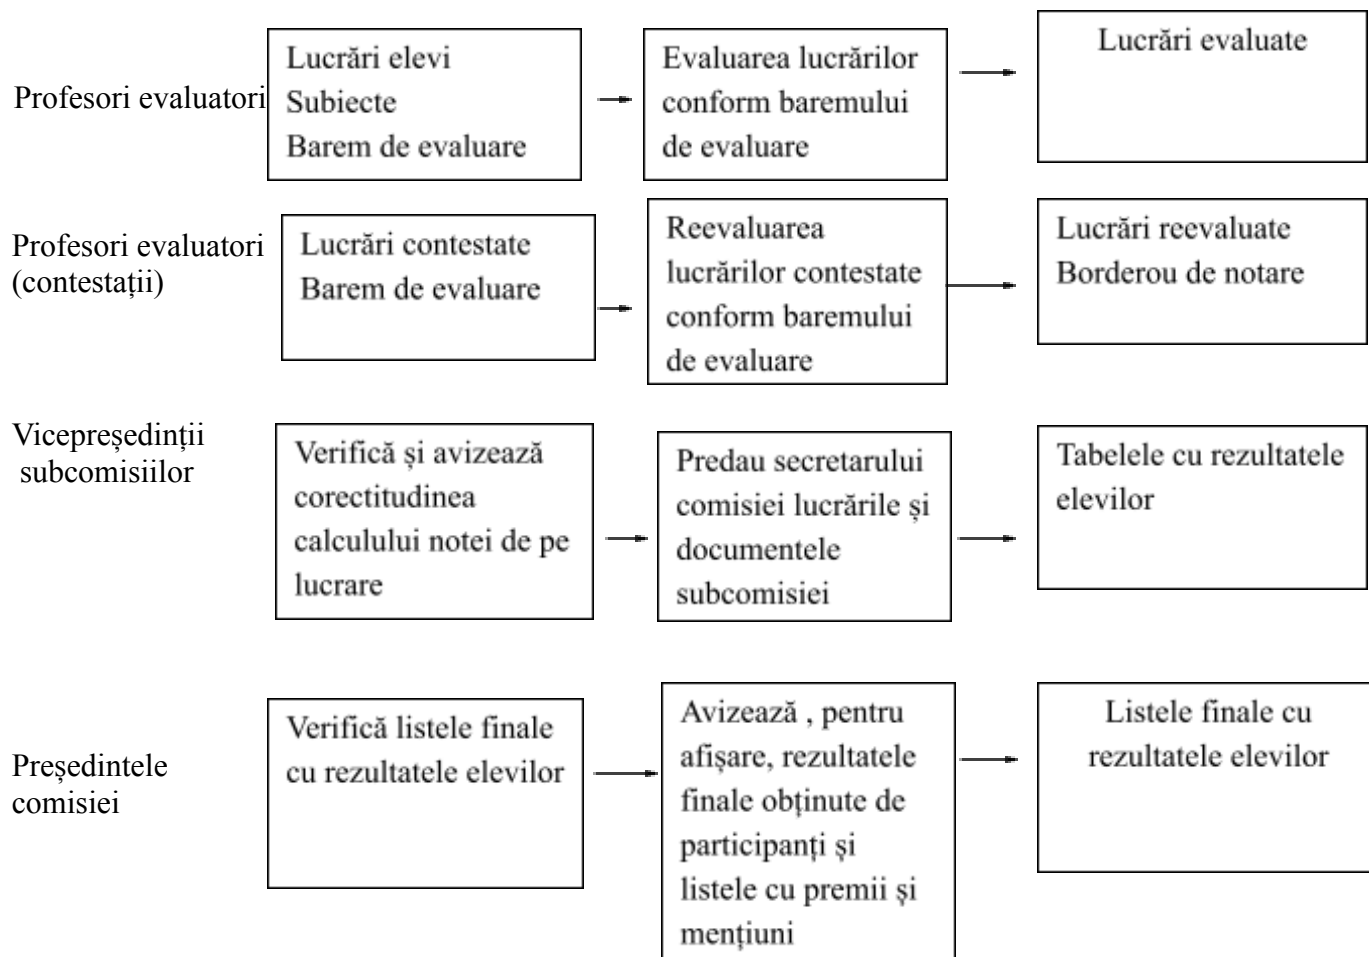 Profesori evaluatori
Lucrări elevi
Subiecte
Barem de evaluare
Evaluarea lucrărilor
conform baremului
de evaluare
Lucrări evaluate
Profesori evaluatori
(contestații)
Lucrări contestate
Barem de evaluare
Reevaluarea
lucrărilor contestate
conform baremului
de evaluare
Lucrări reevaluate
Borderou de notare
Vicepreședinții
subcomisiilor
Verifică și avizează
corectitudinea
calculului notei de pe
lucrare
Predau secretarului
comisiei lucrările și
documentele
subcomisiei
Tabelele cu rezultatele
elevilor
Președintele
comisiei
Verifică listele finale
cu rezultatele elevilor
Avizează , pentru
afișare, rezultatele
finale obținute de
participanți și
listele cu premii și
mențiuni
Listele finale cu
rezultatele elevilor